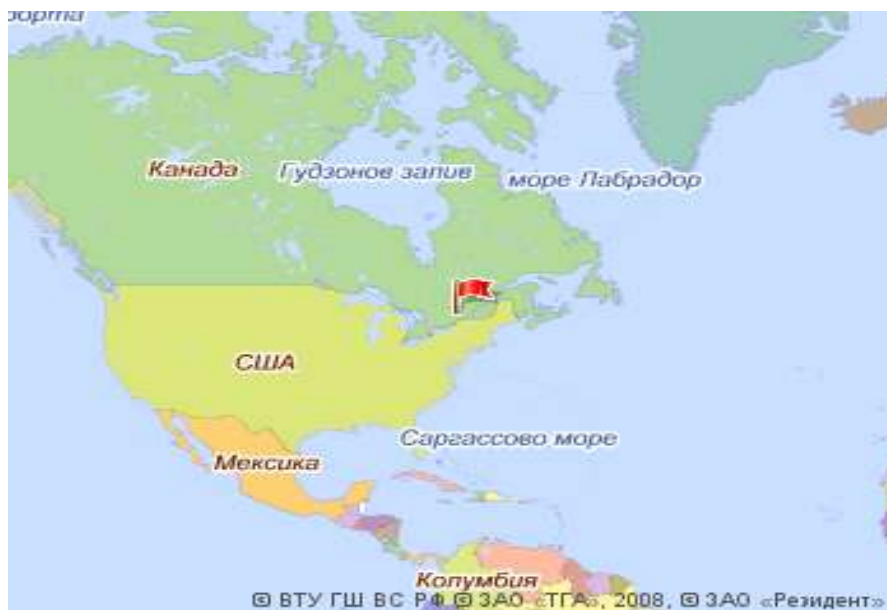 Канада
Гудзонов залив
море Лабрадор
США
Саргассово море
Мексика
Колумбия
© ВТУ ГШ ВС РФ © ЗАО «ТГА», 2008, © ЗАО «Резидент»